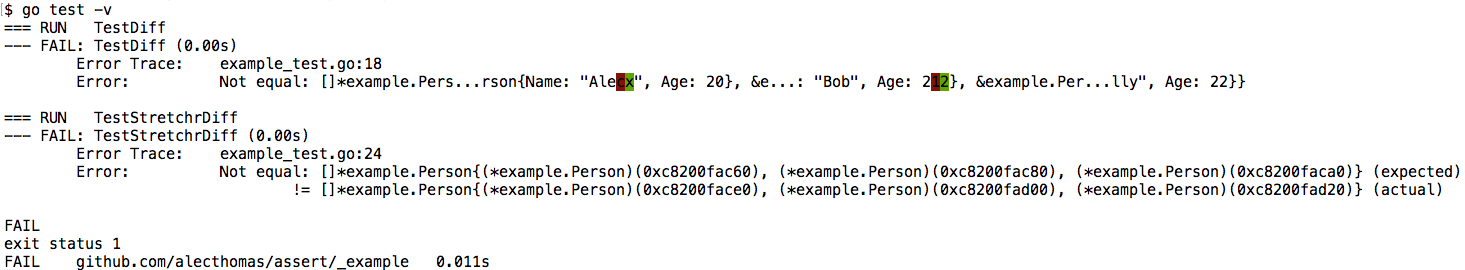 $ go test -v
=== RUN   TestDiff
--- FAIL: TestDiff (0.00s)
        Error Trace:    example_test.go:18
        Error:          Not equal: []*example.Pers...rson{Name: "Alecx", Age: 20}, &e...: "Bob", Age: 212}, &example.Per...lly", Age: 22}}
=== RUN   TestStretchrDiff
--- FAIL: TestStretchrDiff (0.00s)
        Error Trace:    example_test.go:24
        Error:          Not equal: []*example.Person{(*example.Person)(0xc8200fac60), (*example.Person)(0xc8200fac80), (*example.Person)(0xc8200faca0)} (expected)
                                != []*example.Person{(*example.Person)(0xc8200face0), (*example.Person)(0xc8200fad00), (*example.Person)(0xc8200fad20)} (actual)
FAIL
exit status 1
FAIL    github.com/alecthomas/assert/_example   0.011s